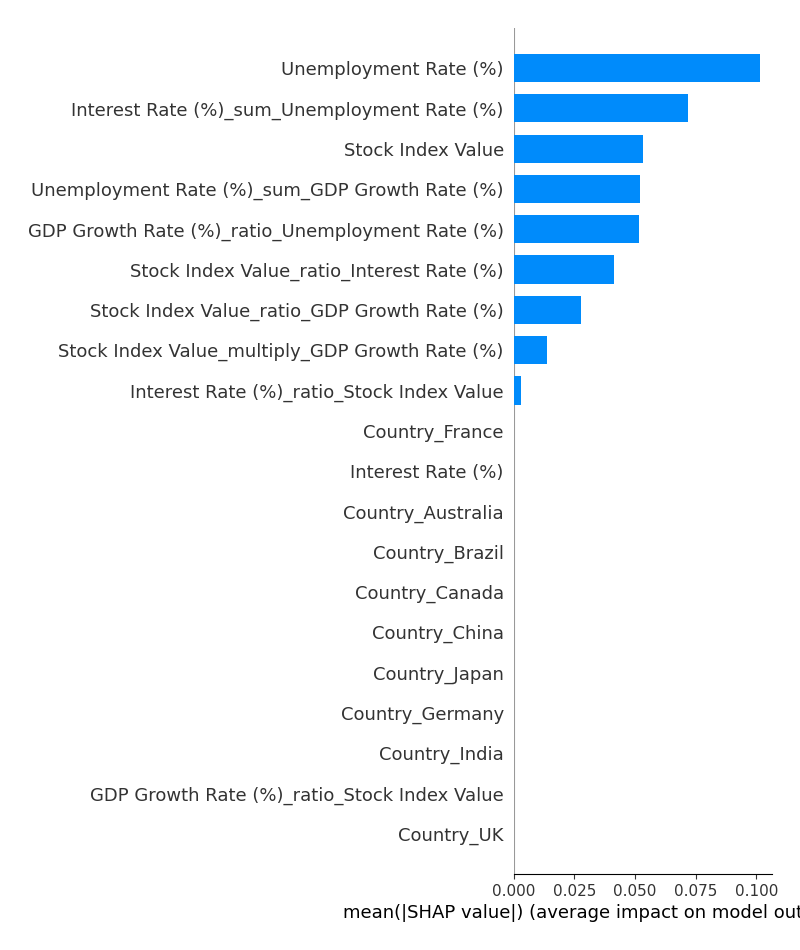 Unemployment Rate (%)
Interest Rate (%)_sum_Unemployment Rate (%)
Stock Index Value
Unemployment Rate (%)_sum_GDP Growth Rate (%)
GDP Growth Rate (%)_ratio_Unemployment Rate (%)
Stock Index Value_ratio_Interest Rate (%)
Stock Index Value_ratio_GDP Growth Rate (%)
Stock Index Value_multiply_GDP Growth Rate (%)
Interest Rate (%)_ratio_Stock Index Value
Country_France
Interest Rate (%)
Country_Australia
Country_Brazil
Country_Canada
Country_China
Country_Japan
Country_Germany
Country_India
GDP Growth Rate (%)_ratio_Stock Index Value
Country_UK
0.000 0.025 0.050 0.075 0.100
mean(|SHAP value|) (average impact on model out